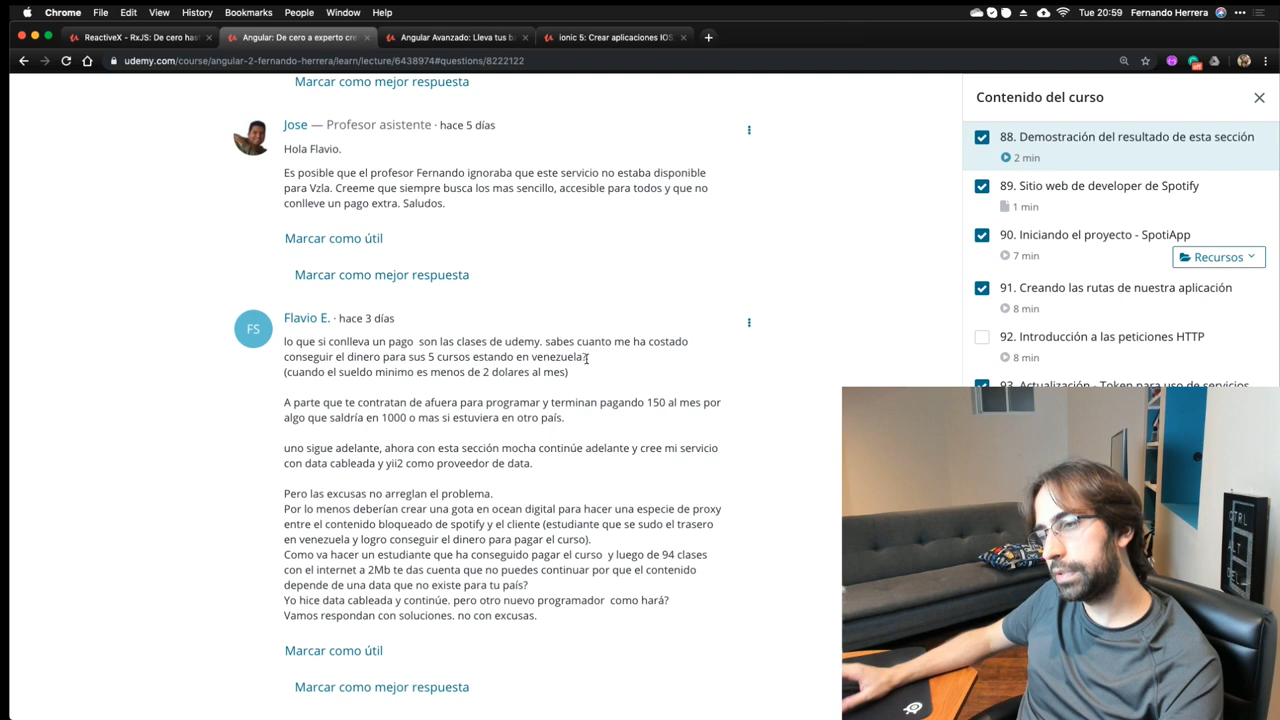 Chrome File Edit View History Bookmarks People Window Help
Tue 20:59 Fernando Herrera
ReactiveX - RxJS: De cero has
Angular: De cero a experto cre
Angular Avanzado: Lleva tus b
ionic 5: Crear aplicaciones IOS
udemy.com/course/angular-2-fernando-herrera/learn/lecture/6438974#questions/8222122
Marcar como mejor respuesta
Jose — Profesor asistente · hace 5 días
Hola Flavio.
Es posible que el profesor Fernando ignoraba que este servicio no estaba disponible
para Vzla. Creeme que siempre busca los mas sencillo, accesible para todos y que no
conlleve un pago extra. Saludos.
Marcar como útil
Marcar como mejor respuesta
FS
Flavio E. · hace 3 días
lo que si conlleva un pago son las clases de udemy. sabes cuanto me ha costado
conseguir el dinero para sus 5 cursos estando en venezuela?
(cuando el sueldo minimo es menos de 2 dolares al mes)
A parte que te contratan de afuera para programar y terminan pagando 150 al mes por
algo que saldría en 1000 o mas si estuviera en otro país.
uno sigue adelante, ahora con esta sección mocha continúe adelante y cree mi servicio
con data cableada y yii2 como proveedor de data.
Pero las excusas no arreglan el problema.
Por lo menos deberían crear una gota en ocean digital para hacer una especie de proxy
entre el contenido bloqueado de spotify y el cliente (estudiante que se sudo el trasero
en venezuela y logro conseguir el dinero para pagar el curso).
Como va hacer un estudiante que ha conseguido pagar el curso y luego de 94 clases
con el internet a 2Mb te das cuenta que no puedes continuar por que el contenido
depende de una data que no existe para tu país?
Yo hice data cableada y continúe. pero otro nuevo programador como hará?
Vamos respondan con soluciones. no con excusas.
Marcar como útil
Marcar como mejor respuesta
Contenido del curso
88. Demostración del resultado de esta sección
2 min
89. Sitio web de developer de Spotify
1 min
90. Iniciando el proyecto - SpotiApp
7 min
Recursos
91. Creando las rutas de nuestra aplicación
8 min
92. Introducción a las peticiones HTTP
8 min
93. Actualización - Token para uso de servicios
CTRL
ALT
DEL